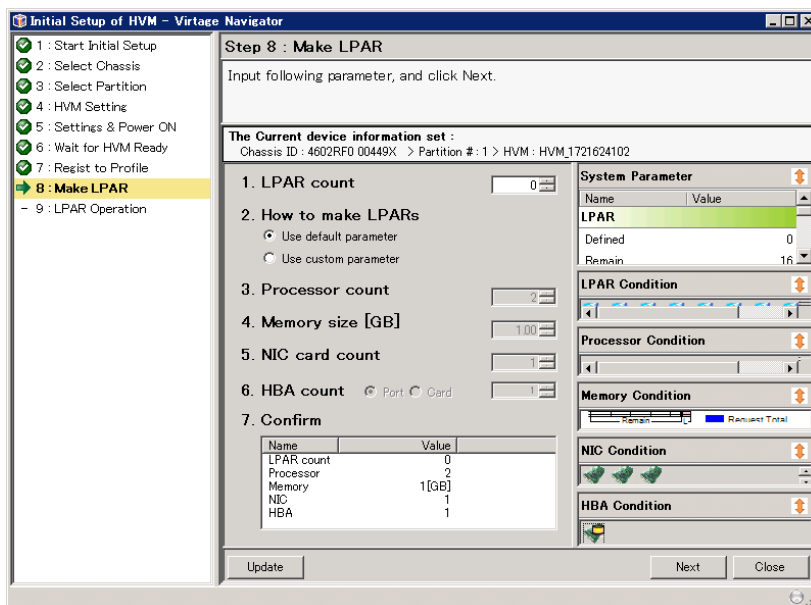 Initial Setup of HVM - Virtage Navigator
1 : Start Initial Setup
2 : Select Chassis
3 : Select Partition
4 : HVM Setting
5 : Settings & Power ON
6 : Wait for HVM Ready
7 : Regist to Profile
8 : Make LPAR
- 9 : LPAR Operation
Step 8 : Make LPAR
Input following parameter, and click Next.
The Current device information set :
Chassis ID : 4602RF0 00449X > Partition # : 1 > HVM : HVM_1721624102
1. LPAR count 0
2. How to make LPARs
Use default parameter
Use custom parameter
3. Processor count 2
4. Memory size [GB] 1.00
5. NIC card count 1
6. HBA count Port Card 1
7. Confirm
Name Value
LPAR count 0
Processor 2
Memory 1[GB]
NIC 1
HBA 1
System Parameter
Name Value
LPAR
Defined 0
Remain 16
LPAR Condition
Processor Condition
Memory Condition
Remain Request Total
NIC Condition
HBA Condition
Update Next Close